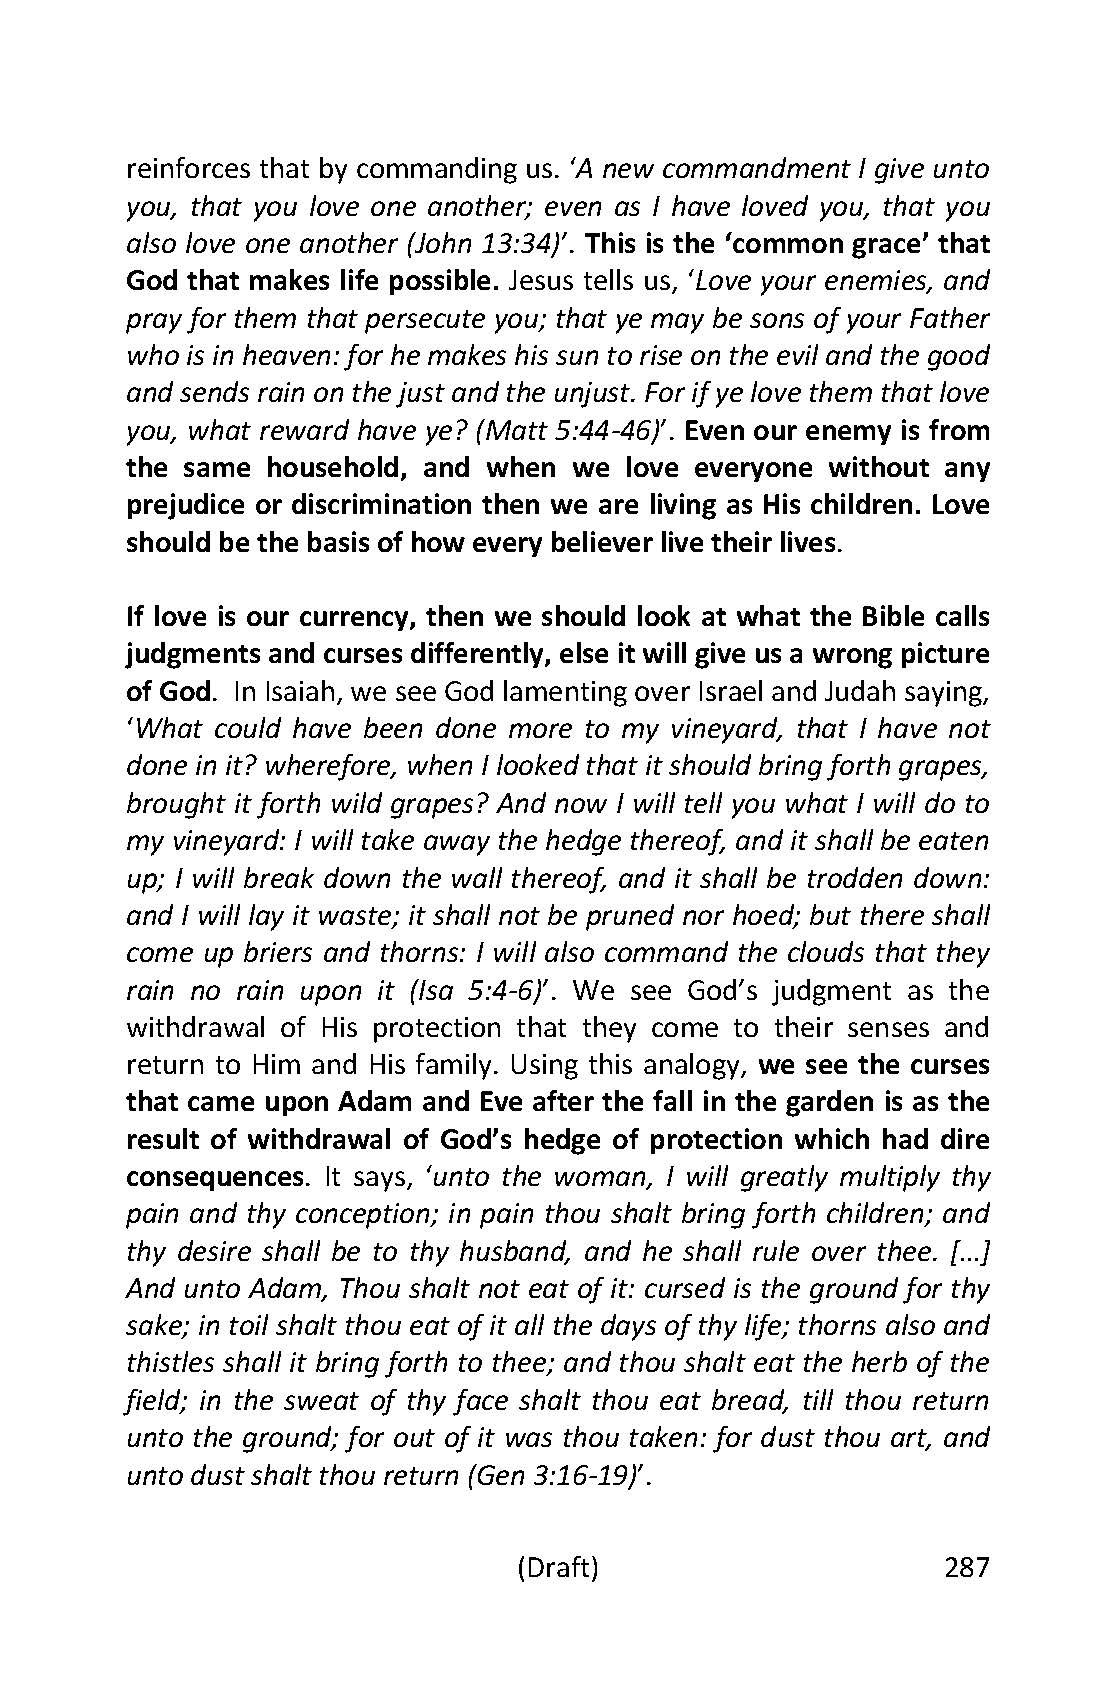 reinforces that by commanding us. ‘A new commandment I give unto
you, that you love one another; even as I have loved you, that you
also love one another (John 13:34)’. This is the ‘common grace’ that
God that makes life possible. Jesus tells us, ‘Love your enemies, and
pray for them that persecute you; that ye may be sons of your Father
who is in heaven: for he makes his sun to rise on the evil and the good
and sends rain on the just and the unjust. For if ye love them that love
you, what reward have ye? (Matt 5:44-46)’. Even our enemy is from
the same household, and when we love everyone without any
prejudice or discrimination then we are living as His children. Love
should be the basis of how every believer live their lives.
If love is our currency, then we should look at what the Bible calls
judgments and curses differently, else it will give us a wrong picture
of God. In Isaiah, we see God lamenting over Israel and Judah saying,
‘What could have been done more to my vineyard, that I have not
done in it? wherefore, when I looked that it should bring forth grapes,
brought it forth wild grapes? And now I will tell you what I will do to
my vineyard: I will take away the hedge thereof, and it shall be eaten
up; I will break down the wall thereof, and it shall be trodden down:
and I will lay it waste; it shall not be pruned nor hoed; but there shall
come up briers and thorns: I will also command the clouds that they
rain no rain upon it (Isa 5:4-6)’. We see God’s judgment as the
withdrawal of His protection that they come to their senses and
return to Him and His family. Using this analogy, we see the curses
that came upon Adam and Eve after the fall in the garden is as the
result of withdrawal of God’s hedge of protection which had dire
consequences. It says, ‘unto the woman, I will greatly multiply thy
pain and thy conception; in pain thou shalt bring forth children; and
thy desire shall be to thy husband, and he shall rule over thee. […]
And unto Adam, Thou shalt not eat of it: cursed is the ground for thy
sake; in toil shalt thou eat of it all the days of thy life; thorns also and
thistles shall it bring forth to thee; and thou shalt eat the herb of the
field; in the sweat of thy face shalt thou eat bread, till thou return
unto the ground; for out of it was thou taken: for dust thou art, and
unto dust shalt thou return (Gen 3:16-19)’.
(Draft) 287